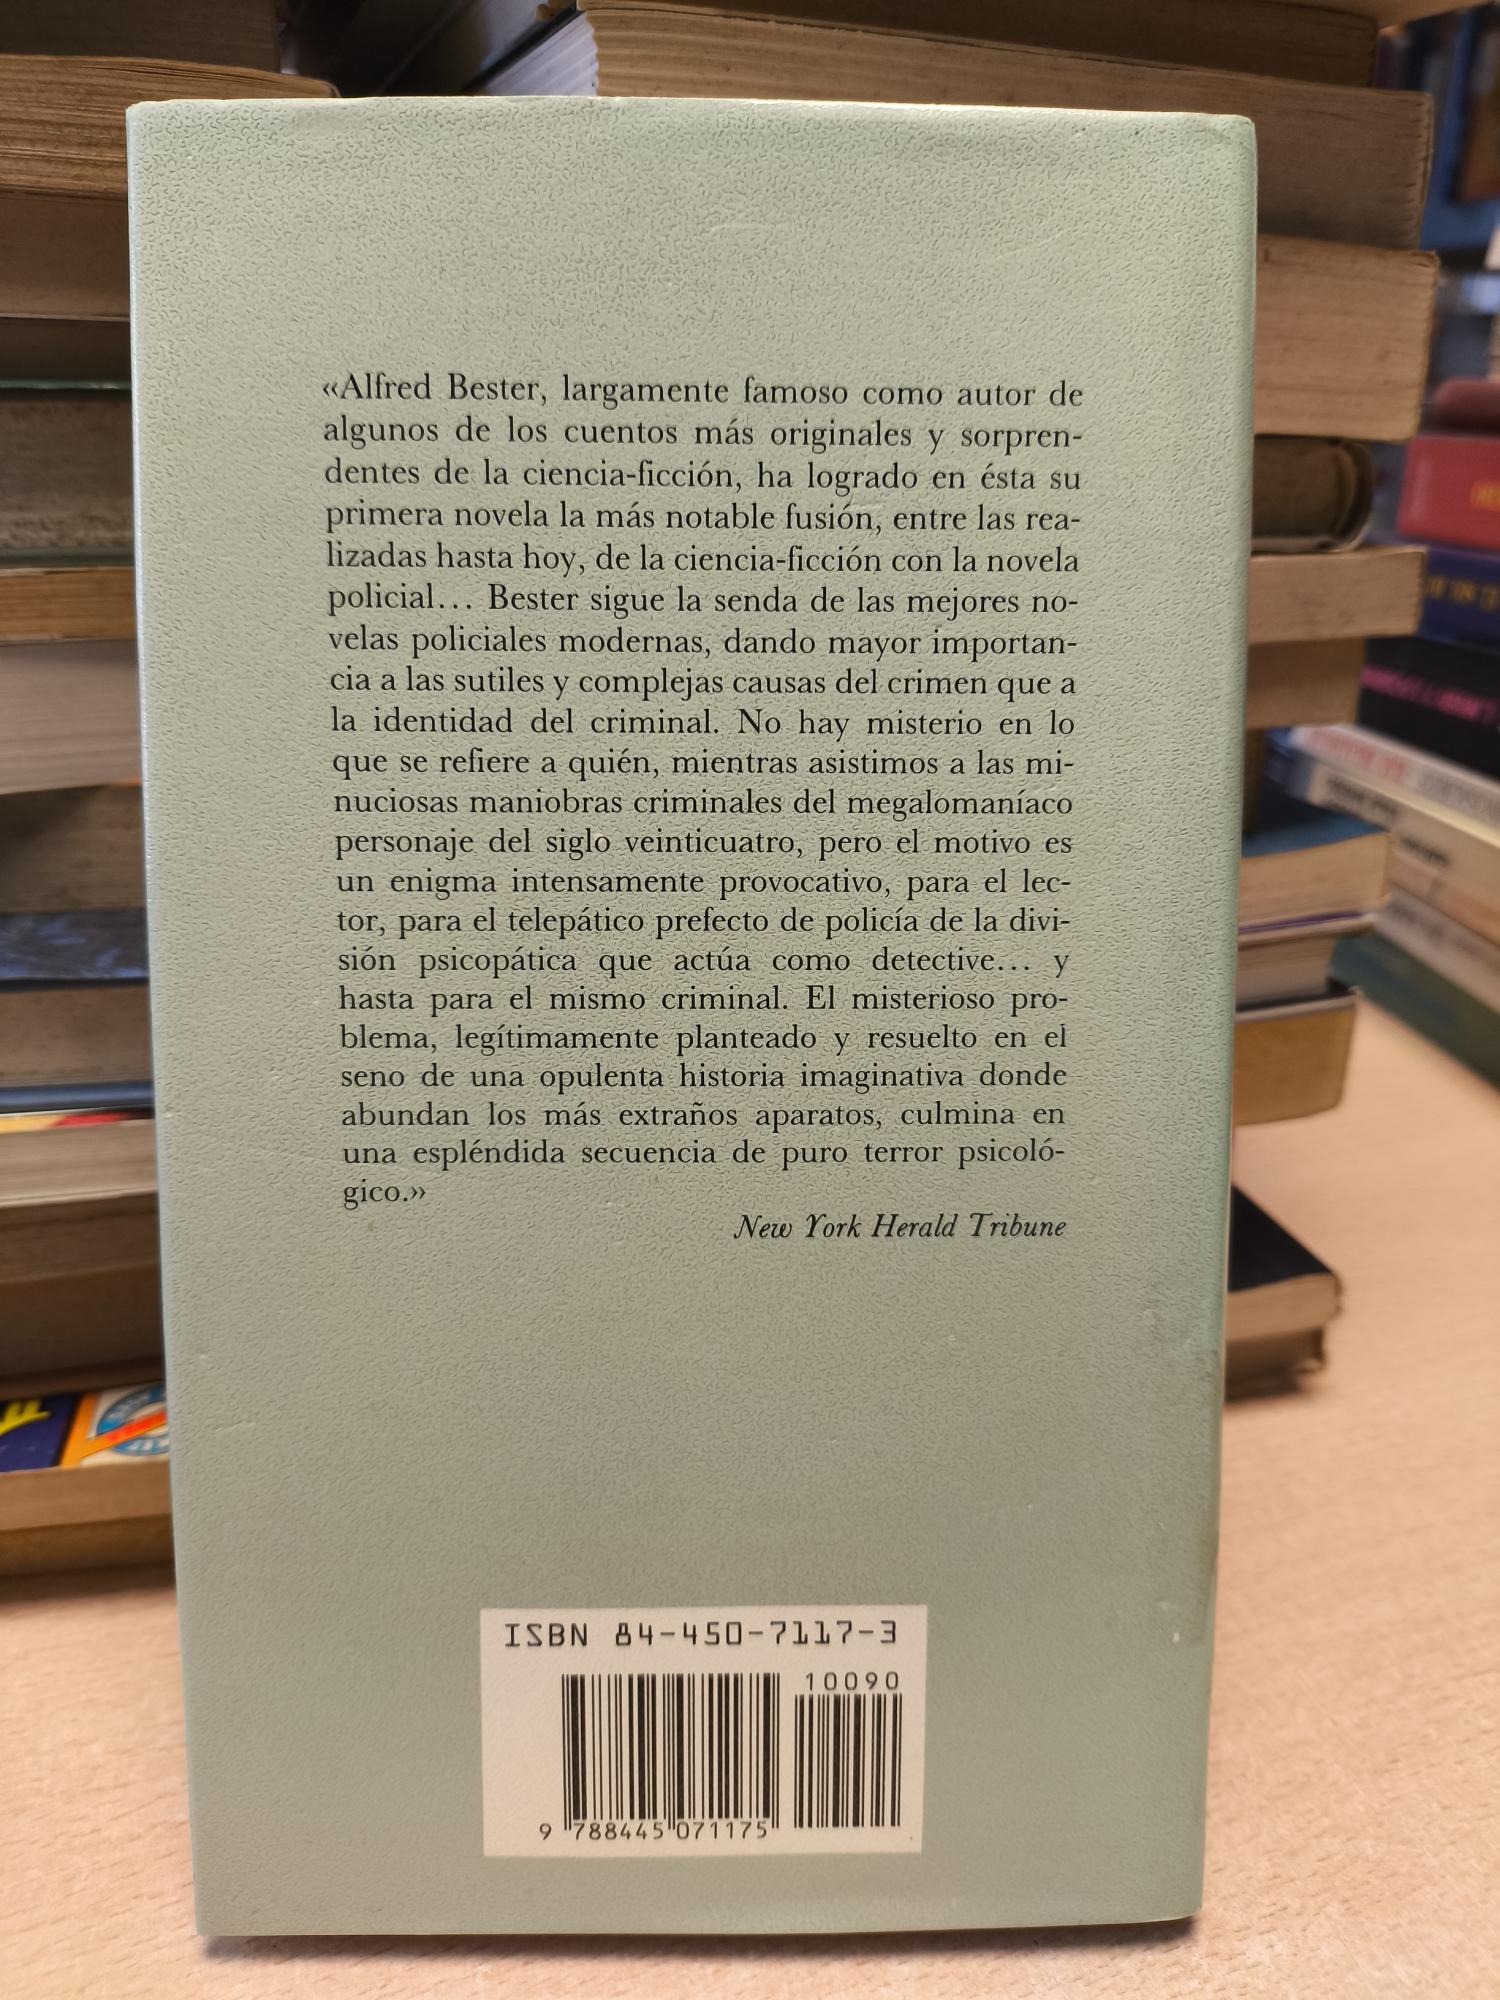 «Alfred Bester, largamente famoso como autor de
algunos de los cuentos más originales y sorpren-
dentes de la ciencia-ficción, ha logrado en ésta su
primera novela la más notable fusión, entre las rea-
lizadas hasta hoy, de la ciencia-ficción con la novela
policial... Bester sigue la senda de las mejores no-
velas policiales modernas, dando mayor importan-
cia a las sutiles y complejas causas del crimen que a
la identidad del criminal. No hay misterio en lo
que se refiere a quién, mientras asistimos a las mi-
nuciosas maniobras criminales del megalomaníaco
personaje del siglo veinticuatro, pero el motivo es
un enigma intensamente provocativo, para el lec-
tor, para el telepático prefecto de policía de la divi-
sión psicopática que actúa como detective... y
hasta para el mismo criminal. El misterioso pro-
blema, legítimamente planteado y resuelto en el
seno de una opulenta historia imaginativa donde
abundan los más extraños aparatos, culmina en
una espléndida secuencia de puro terror psicoló-
gico.»
New York Herald Tribune
ISBN 84-450-7117-3
10090
9 788445 071175